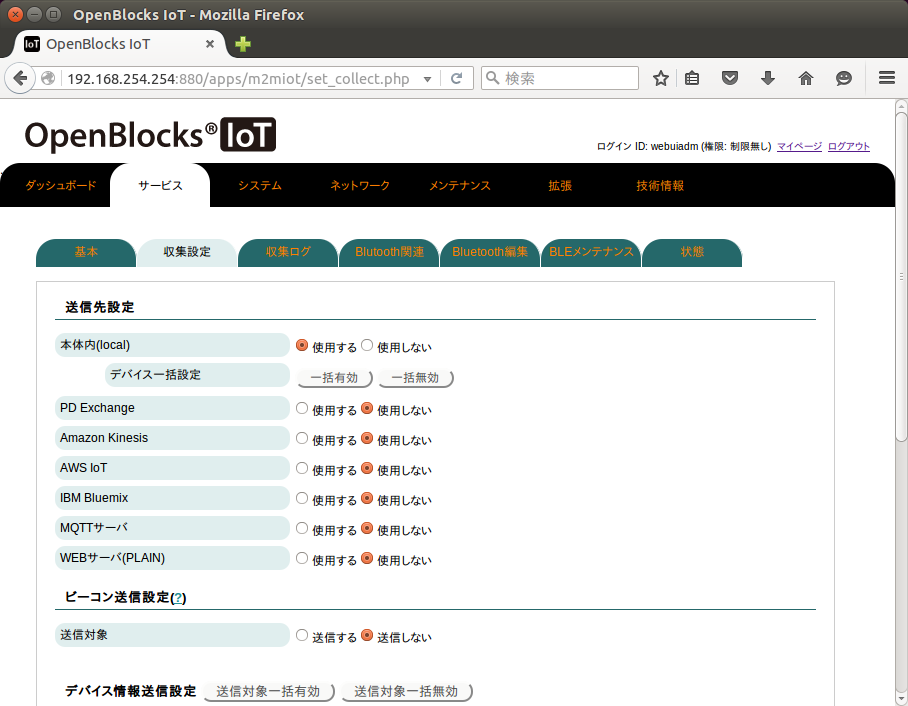 OpenBlocks IoT - Mozilla Firefox
IoT OpenBlocks IoT
192.168.254.254:880/apps/m2miot/set_collect.php 検索
OpenBlocks®IoT
ログイン ID: webuiadm (権限: 制限無し) マイページ ログアウト
ダッシュボード サービス システム ネットワーク メンテナンス 拡張 技術情報
基本 収集設定 収集ログ Blutooth関連 Bluetooth編集 BLEメンテナンス 状態
送信先設定
本体内(local) 使用する 使用しない
デバイス一括設定 一括有効 一括無効
PD Exchange 使用する 使用しない
Amazon Kinesis 使用する 使用しない
AWS IoT 使用する 使用しない
IBM Bluemix 使用する 使用しない
MQTTサーバ 使用する 使用しない
WEBサーバ(PLAIN) 使用する 使用しない
ビーコン送信設定(?)
送信対象 送信する 送信しない
デバイス情報送信設定 送信対象一括有効 送信対象一括無効